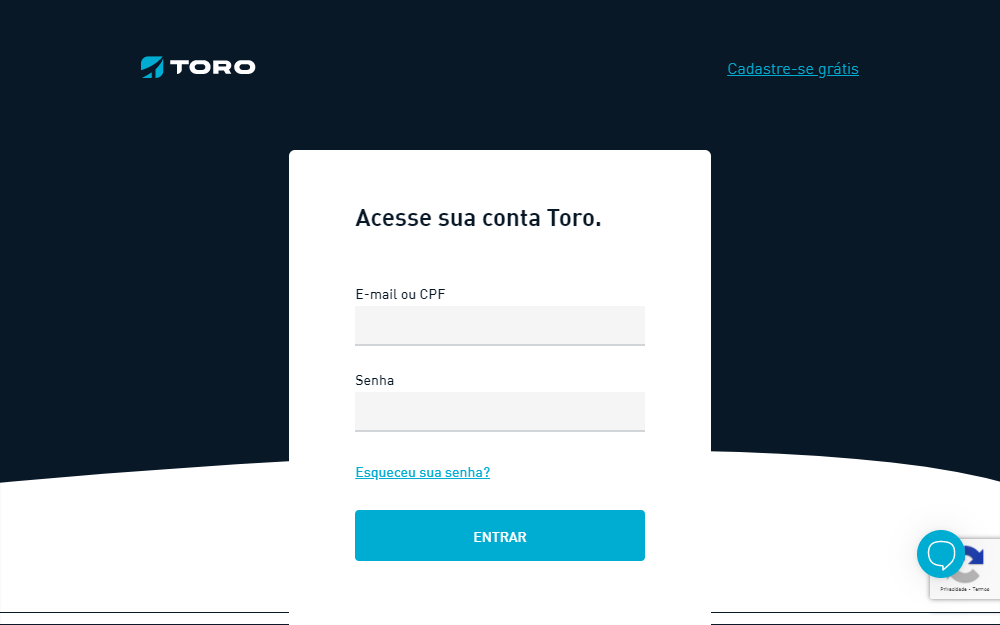 TORO
Cadastre-se grátis
Acesse sua conta Toro.
E-mail ou CPF
Senha
Esqueceu sua senha?
ENTRAR
Privacidade - Termos